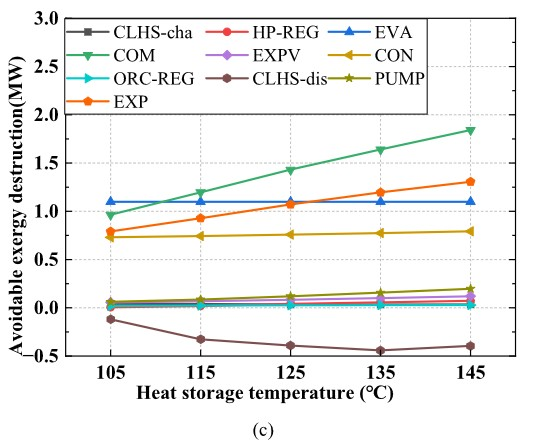 3.0
2.5
2.0
1.5
1.0
0.5
0.0
−0.5
Avoidable exergy destruction(MW)
CLHS-cha HP-REG EVA
COM EXPV CON
ORC-REG CLHS-dis PUMP
EXP
105 115 125 135 145
Heat storage temperature (℃)
(c)